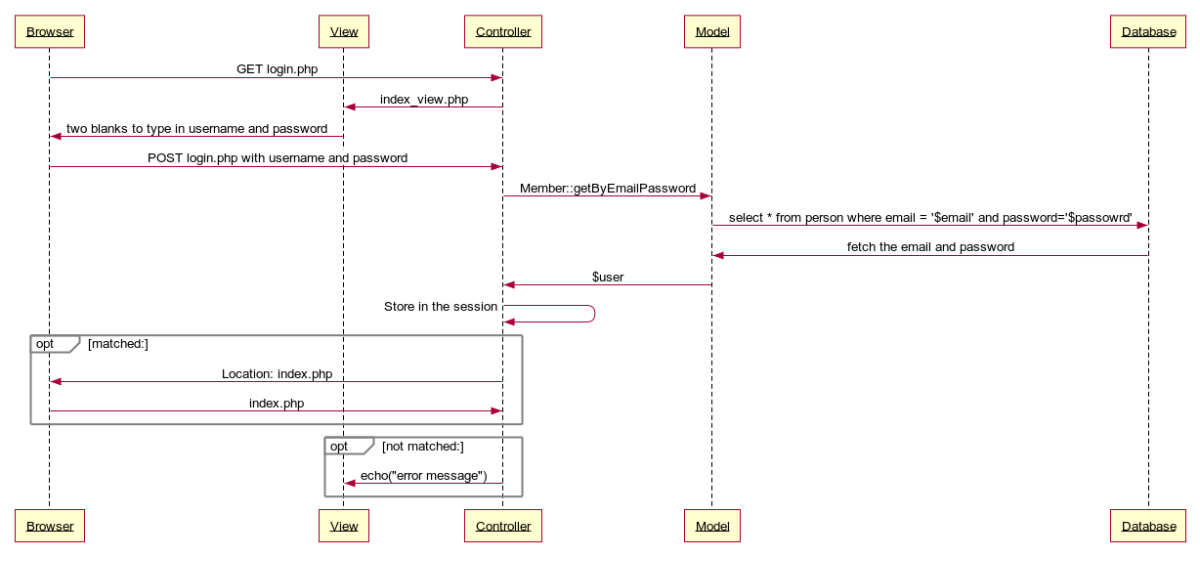 Browser
View
Controller
Model
Database
GET login.php
index_view.php
two blanks to type in username and password
POST login.php with username and password
Member::getByEmailPassword
select * from person where email = '$email' and password='$passowrd'
fetch the email and password
$user
Store in the session
opt [matched:]
Location: index.php
index.php
opt [not matched:]
echo("error message")
Browser
View
Controller
Model
Database